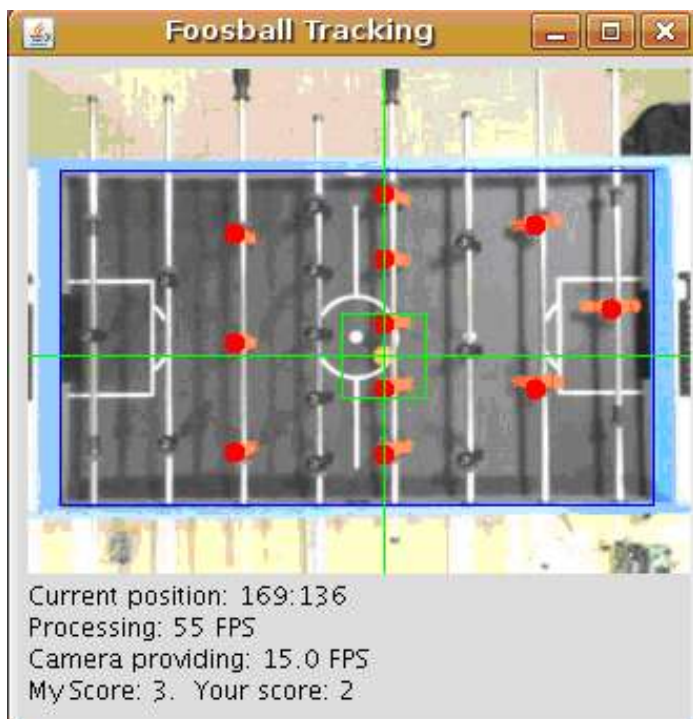 Foosball Tracking
Current position: 169:136
Processing: 55 FPS
Camera providing: 15.0 FPS
My Score: 3.  Your score: 2